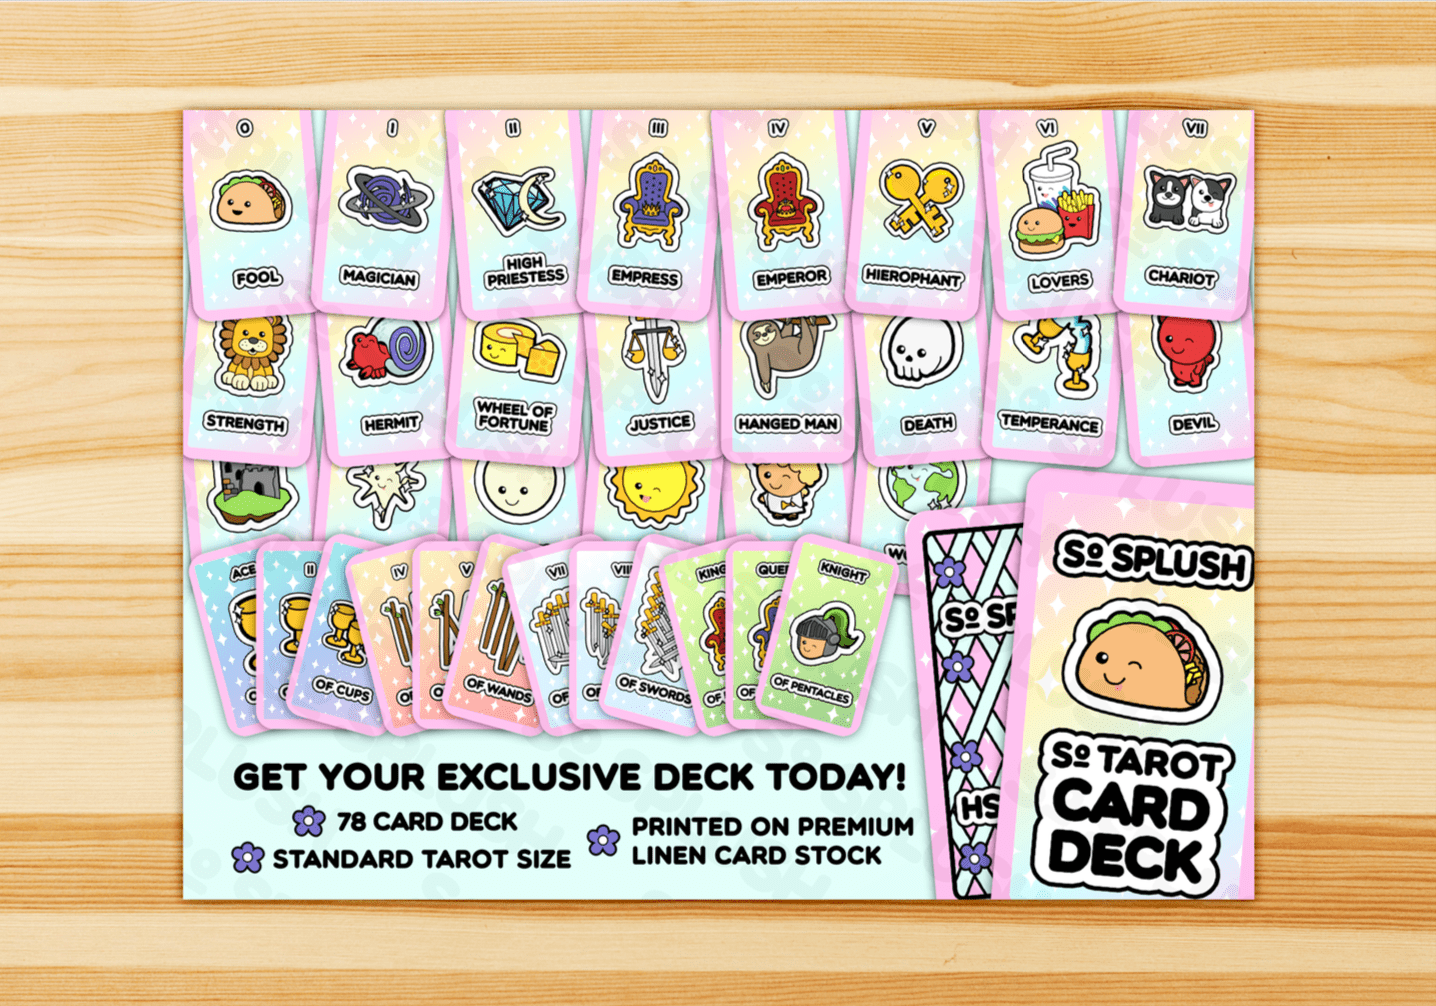 0
I
II
III
IV
V
VI
VII
FOOL
MAGICIAN
HIGH
PRIESTESS
EMPRESS
EMPEROR
HIEROPHANT
LOVERS
CHARIOT
STRENGTH
HERMIT
WHEEL OF
FORTUNE
JUSTICE
HANGED MAN
DEATH
TEMPERANCE
DEVIL
II
IV
V
VII
KING
KNIGHT
OF CUPS
OF WANDS
OF SWORDS
OF PENTACLES
So SPLUSH
So TAROT
CARD
DECK
GET YOUR EXCLUSIVE DECK TODAY!
78 CARD DECK
STANDARD TAROT SIZE
PRINTED ON PREMIUM
LINEN CARD STOCK